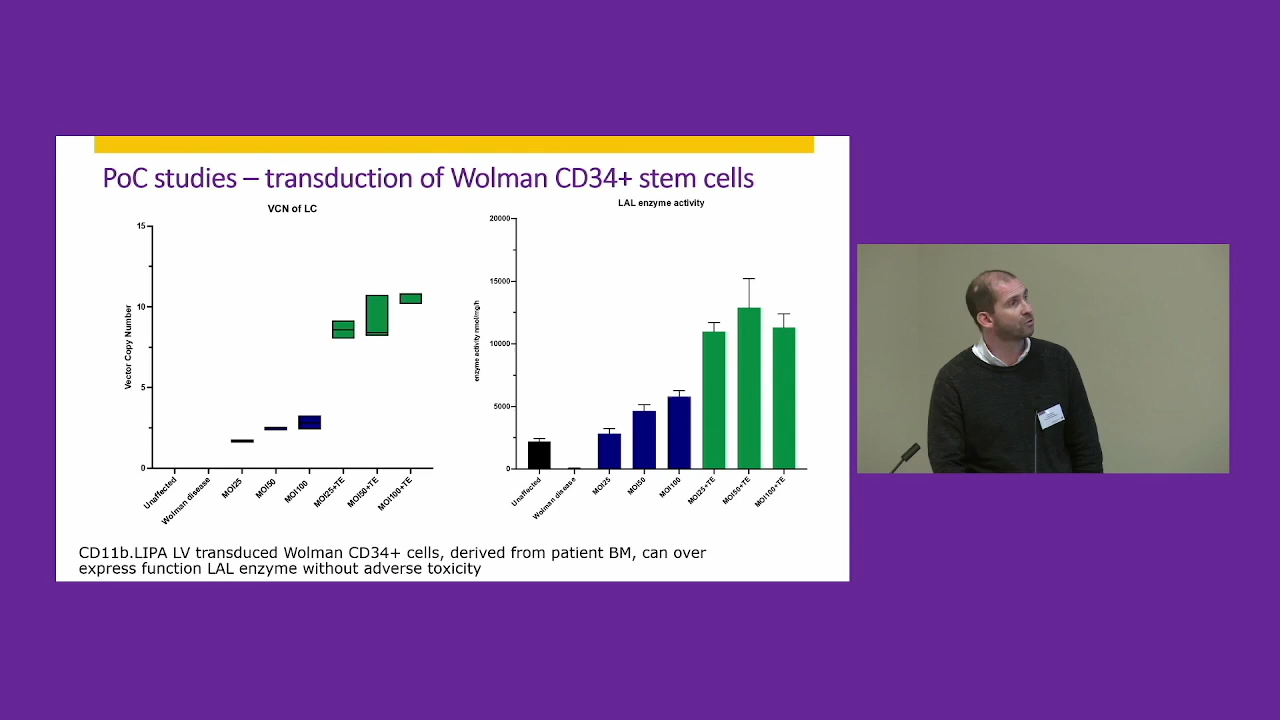 PoC studies – transduction of Wolman CD34+ stem cells
VCN of LC
Vector Copy Number
15
10
5
0
Unaffected
Wolman disease
MOI25
MOI50
MOI100
MOI25+TE
MOI50+TE
MOI100+TE
LAL enzyme activity
enzyme activity nmol/mg/h
20000
15000
10000
5000
0
Unaffected
Wolman disease
MOI25
MOI50
MOI100
MOI25+TE
MOI50+TE
MOI100+TE
CD11b.LIPA LV transduced Wolman CD34+ cells, derived from patient BM, can over
express function LAL enzyme without adverse toxicity